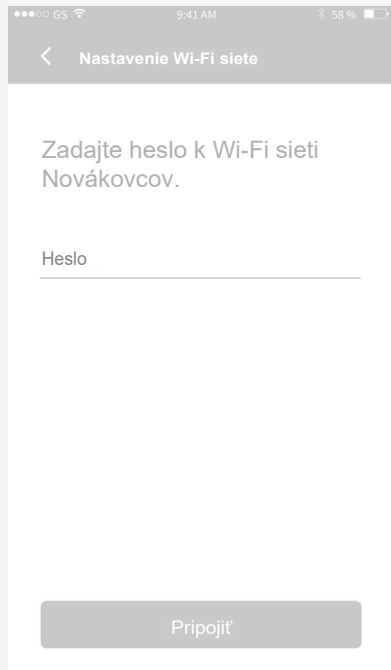 GS 9:41 AM 58 %
Nastavenie Wi-Fi siete
Zadajte heslo k Wi-Fi sieti
Novákovcov.
Heslo
Pripojiť